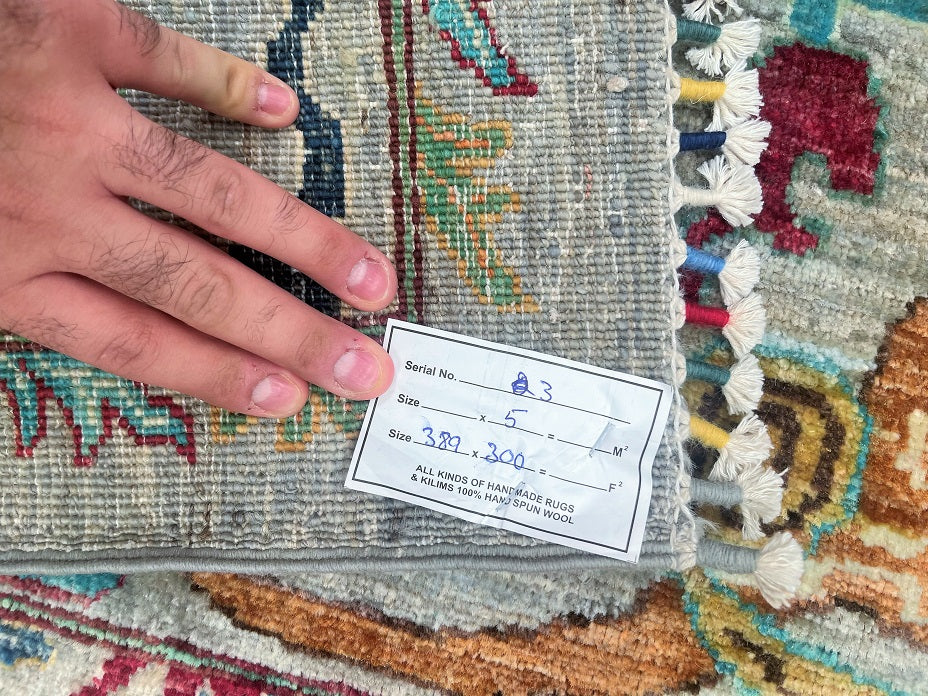 Serial No. 23
Size x 5 = M²
Size 389 x 300 = F²
ALL KINDS OF HANDMADE RUGS
& KILIMS 100% HAND SPUN WOOL